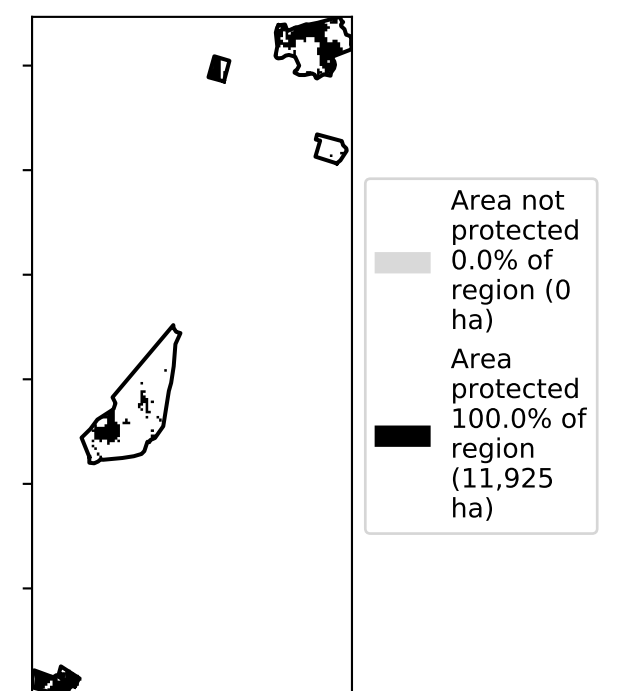 Area not
protected
0.0% of
region (0
ha)
Area
protected
100.0% of
region
(11,925
ha)